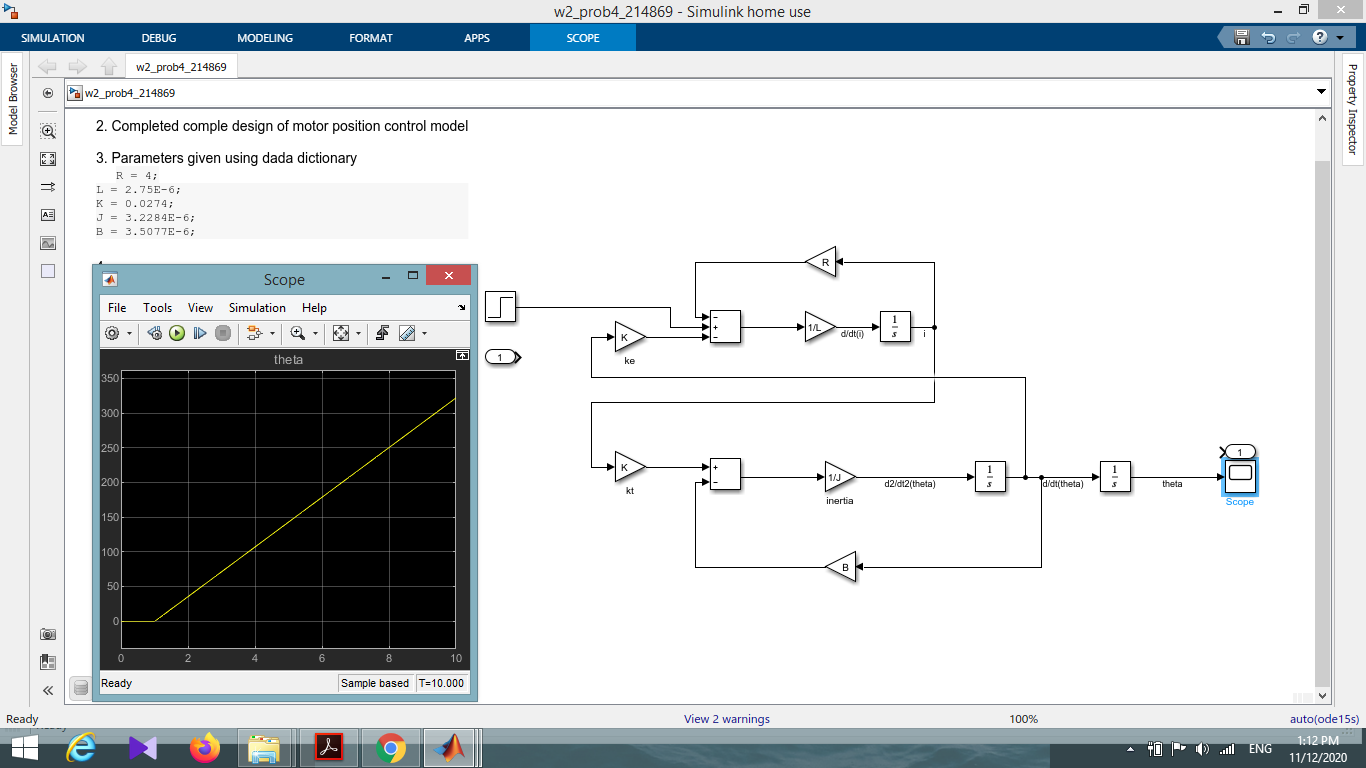 w2_prob4_214869 - Simulink home use
SIMULATION DEBUG MODELING FORMAT APPS SCOPE
w2_prob4_214869
w2_prob4_214869
Model Browser
Property Inspector
2. Completed comple design of motor position control model
3. Parameters given using dada dictionary
R = 4;
L = 2.75E-6;
K = 0.0274;
J = 3.2284E-6;
B = 3.5077E-6;
Scope
File Tools View Simulation Help
theta
350
300
250
200
150
100
50
0
0 2 4 6 8 10
Ready Sample based T=10.000
R
1
K
ke
1/L
d/dt(i)
1
s
i
K
kt
1/J
inertia
d2/dt2(theta)
1
s
d/dt(theta)
1
s
theta
1
Scope
B
Ready View 2 warnings 100% auto(ode15s)
ENG
1:12 PM
11/12/2020